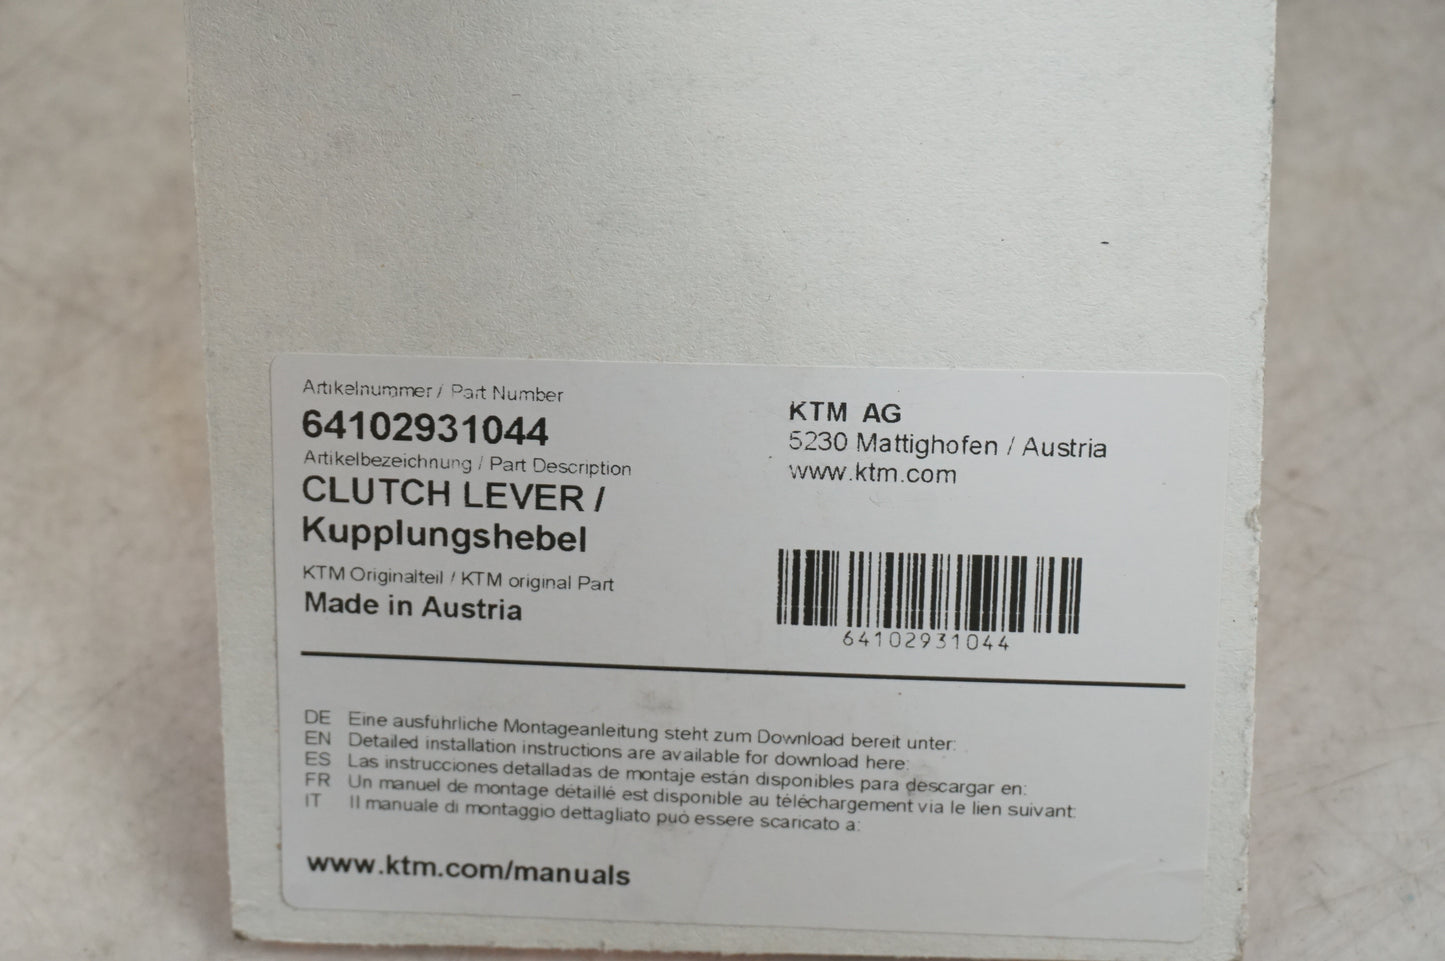 Artikelnummer / Part Number
64102931044
Artikelbezeichnung / Part Description
CLUTCH LEVER /
Kupplungshebel
KTM Originalteil / KTM original Part
Made in Austria
KTM AG
5230 Mattighofen / Austria
www.ktm.com
64102931044
DE Eine ausführliche Montageanleitung steht zum Download bereit unter:
EN Detailed installation instructions are available for download here:
ES Las instrucciones detalladas de montaje están disponibles para descargar en:
FR Un manuel de montage détaillé est disponible au téléchargement via le lien suivant:
IT Il manuale di montaggio dettagliato può essere scaricato a:
www.ktm.com/manuals